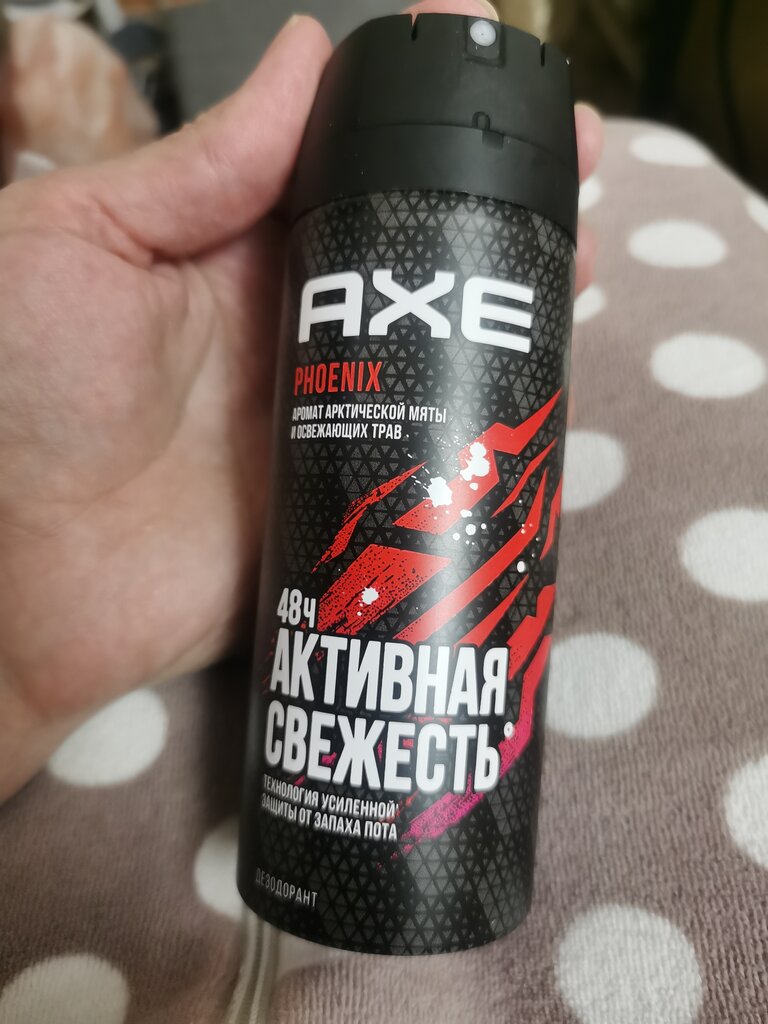 AXE
PHOENIX
АРОМАТ АРКТИЧЕСКОЙ МЯТЫ
И ОСВЕЖАЮЩИХ ТРАВ
48Ч
АКТИВНАЯ
СВЕЖЕСТЬ°
ТЕХНОЛОГИЯ УСИЛЕННОЙ
ЗАЩИТЫ ОТ ЗАПАХА ПОТА
ДЕЗОДОРАНТ